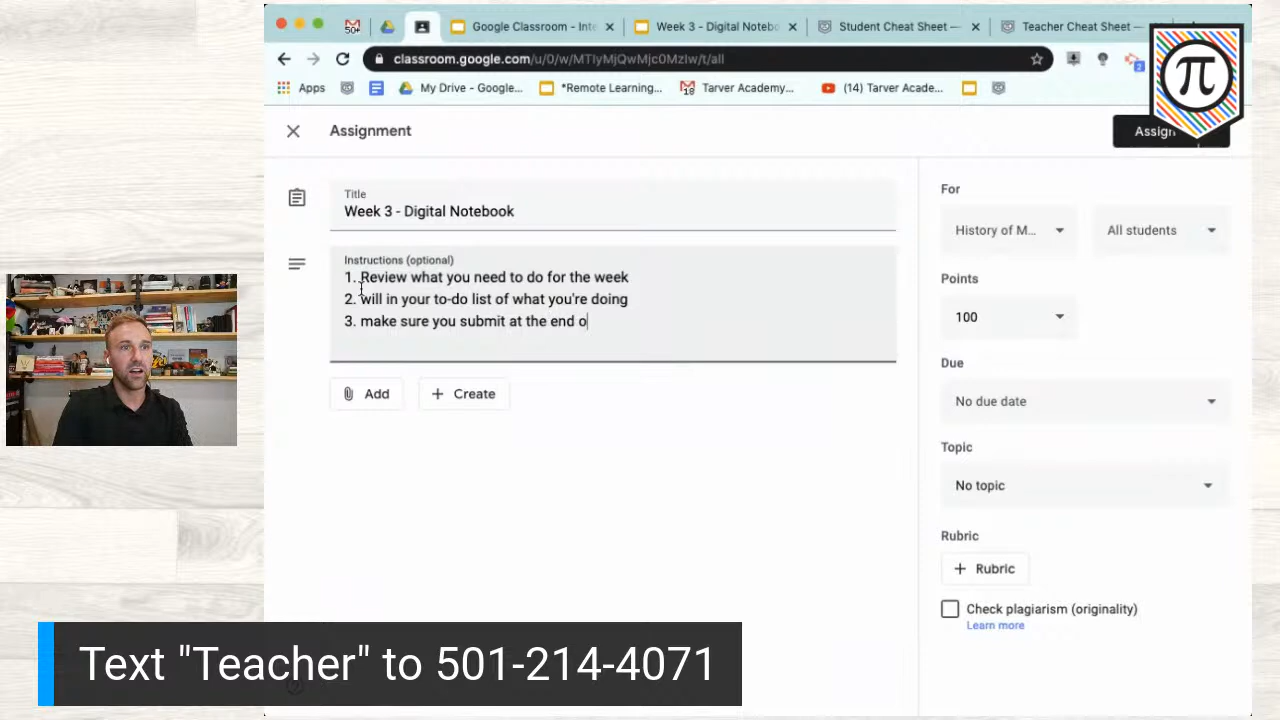 50+
Google Classroom - Inte
Week 3 - Digital Notebo
Student Cheat Sheet —
Teacher Cheat Sheet —
classroom.google.com/u/0/w/MTIyMjQwMjc0MzIw/t/all
3
Apps
My Drive - Google...
*Remote Learning...
18
Tarver Academy...
(14) Tarver Acade...
π
Assignment
Assign
Title
Week 3 - Digital Notebook
Instructions (optional)
1. Review what you need to do for the week
2. will in your to-do list of what you're doing
3. make sure you submit at the end o
Add
+ Create
For
History of M...
All students
Points
100
Due
No due date
Topic
No topic
Rubric
+ Rubric
Check plagiarism (originality)
Learn more
Text "Teacher" to 501-214-4071